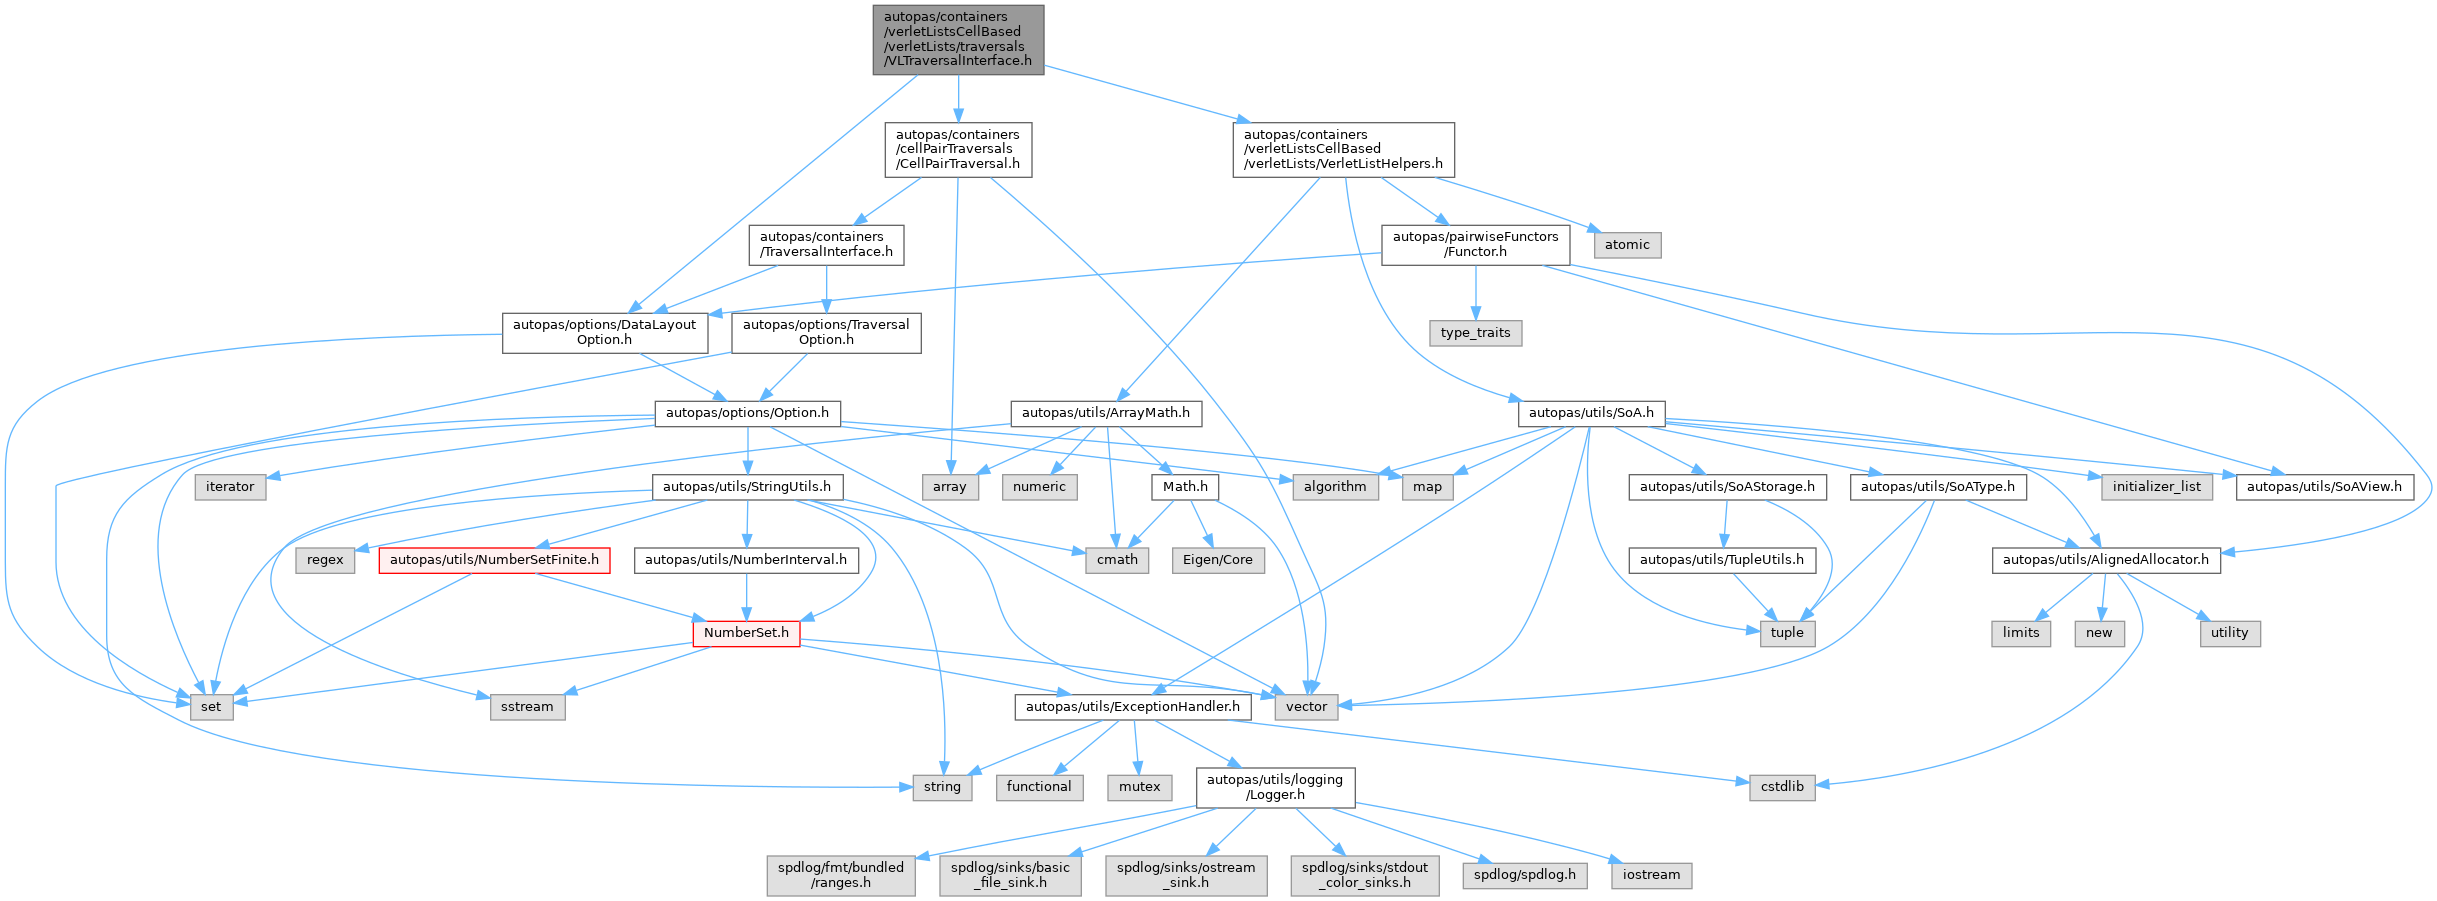 autopas/containers
/verletListsCellBased
/verletLists/traversals
/VLTraversalInterface.h
autopas/containers
/cellPairTraversals
/CellPairTraversal.h
autopas/containers
/verletListsCellBased
/verletLists/VerletListHelpers.h
autopas/containers
/TraversalInterface.h
autopas/pairwiseFunctors
/Functor.h
atomic
autopas/options/DataLayout
Option.h
autopas/options/Traversal
Option.h
type_traits
autopas/options/Option.h
autopas/utils/ArrayMath.h
autopas/utils/SoA.h
iterator
autopas/utils/StringUtils.h
array
numeric
Math.h
algorithm
map
autopas/utils/SoAStorage.h
autopas/utils/SoAType.h
initializer_list
autopas/utils/SoAView.h
regex
autopas/utils/NumberSetFinite.h
autopas/utils/NumberInterval.h
cmath
Eigen/Core
autopas/utils/TupleUtils.h
autopas/utils/AlignedAllocator.h
NumberSet.h
tuple
limits
new
utility
set
sstream
autopas/utils/ExceptionHandler.h
vector
string
functional
mutex
autopas/utils/logging
/Logger.h
cstdlib
spdlog/fmt/bundled
/ranges.h
spdlog/sinks/basic
_file_sink.h
spdlog/sinks/ostream
_sink.h
spdlog/sinks/stdout
_color_sinks.h
spdlog/spdlog.h
iostream